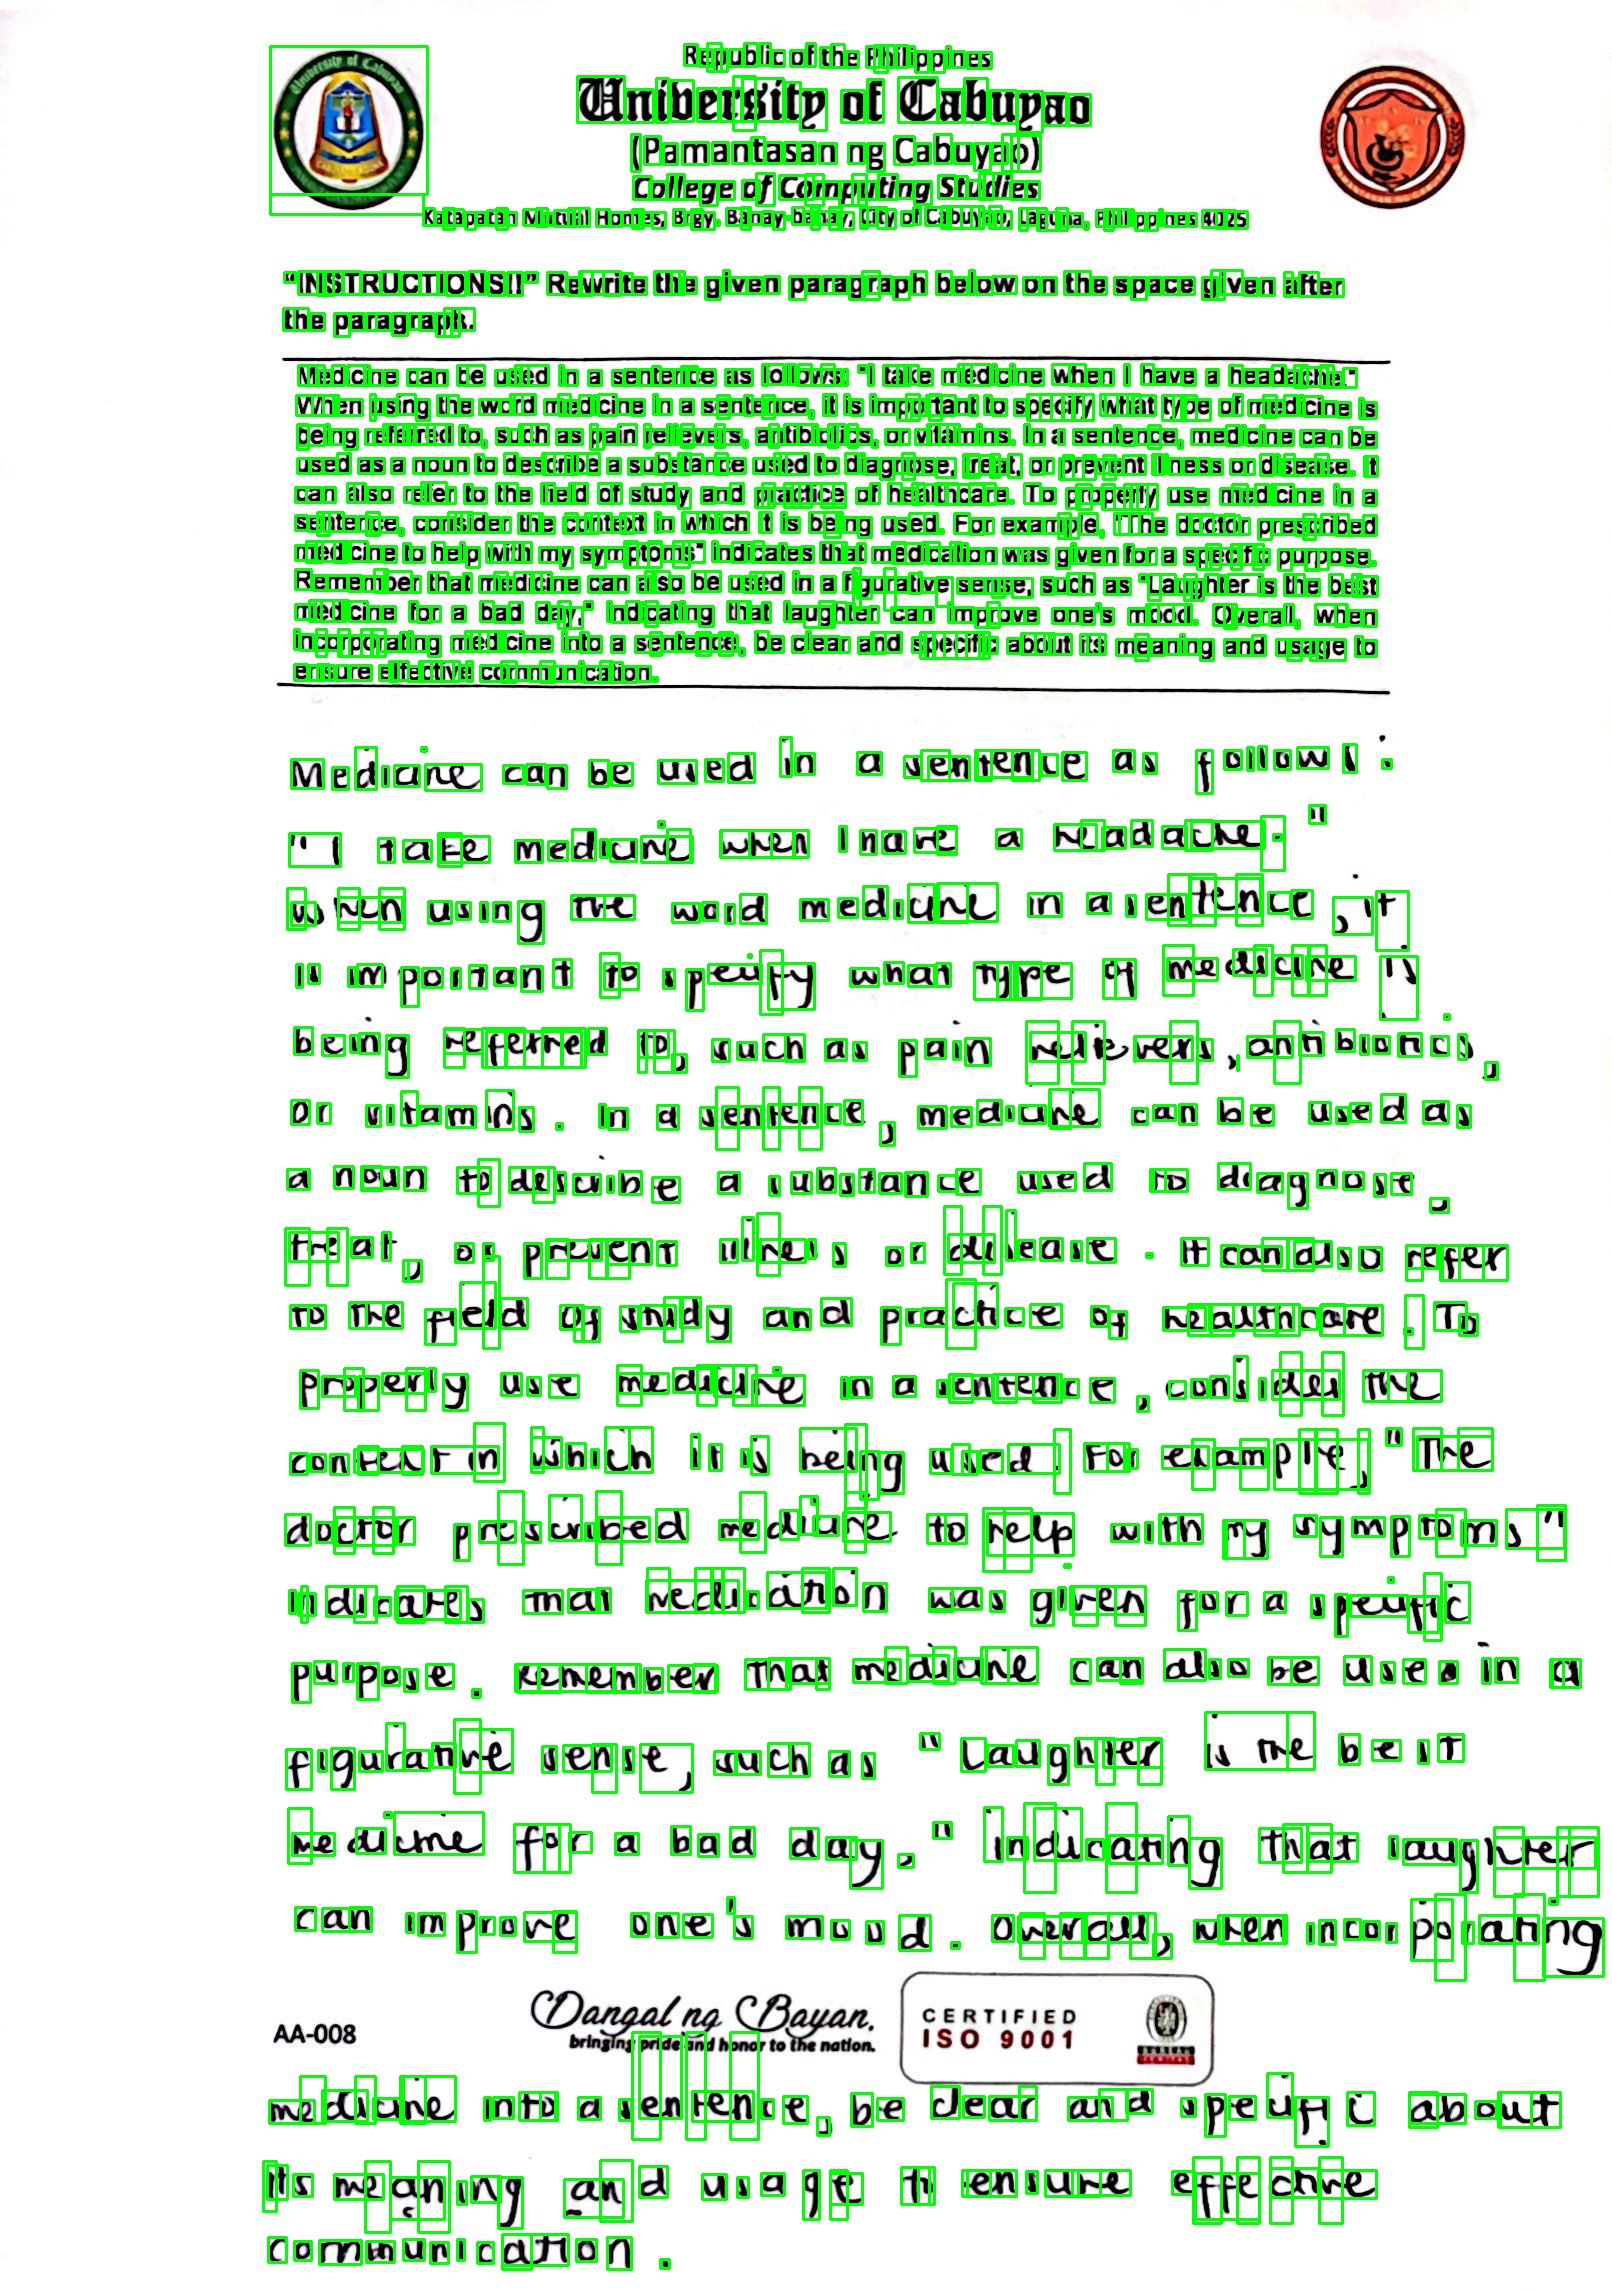 University of Cabuyao
Republic of the Philippines
University of Cabuyao
(Pamantasan ng Cabuyao)
College of Computing Studies
Katapatan Mutual Homes, Brgy. Banay-banay, City of Cabuyao, Laguna, Philippines 4025
“INSTRUCTIONS!!” Rewrite the given paragraph below on the space given after
the paragraph.
Medicine can be used in a sentence as follows: "I take medicine when I have a headache."
When using the word medicine in a sentence, it is important to specify what type of medicine is
being referred to, such as pain relievers, antibiotics, or vitamins. In a sentence, medicine can be
used as a noun to describe a substance used to diagnose, treat, or prevent illness or disease. It
can also refer to the field of study and practice of healthcare. To properly use medicine in a
sentence, consider the context in which it is being used. For example, "The doctor prescribed
medicine to help with my symptoms" indicates that medication was given for a specific purpose.
Remember that medicine can also be used in a figurative sense, such as "Laughter is the best
medicine for a bad day," indicating that laughter can improve one's mood. Overall, when
incorporating medicine into a sentence, be clear and specific about its meaning and usage to
ensure effective communication.
Medicine can be used in a sentence as follows :
" I take medicine when I have a headache. "
When using the word medicine in a sentence , it
is important to specify what type of medicine is
being referred to, such as pain relievers , antibiotics ,
or vitamins . In a sentence , medicine can be used as
a noun to describe a substance used to diagnose ,
treat , or prevent illness or disease . It can also refer
to the field of study and practice of healthcare . To
properly use medicine in a sentence , consider the
context in which it is being used . For example, "The
doctor prescribed medicine to help with my symptoms "
indicates that medication was given for a specific
purpose . Remember that medicine can also be used in a
figurative sense , such as " Laughter is the best
medicine for a bad day , " indicating that laughter
can improve one's mood . Overall , when incorporating
AA-008
Dangal ng Bayan.
bringing pride and honor to the nation.
CERTIFIED
ISO 9001
BUREAU
VERITAS
medicine into a sentence , be clear and specific about
its meaning and usage to ensure effective
communication .